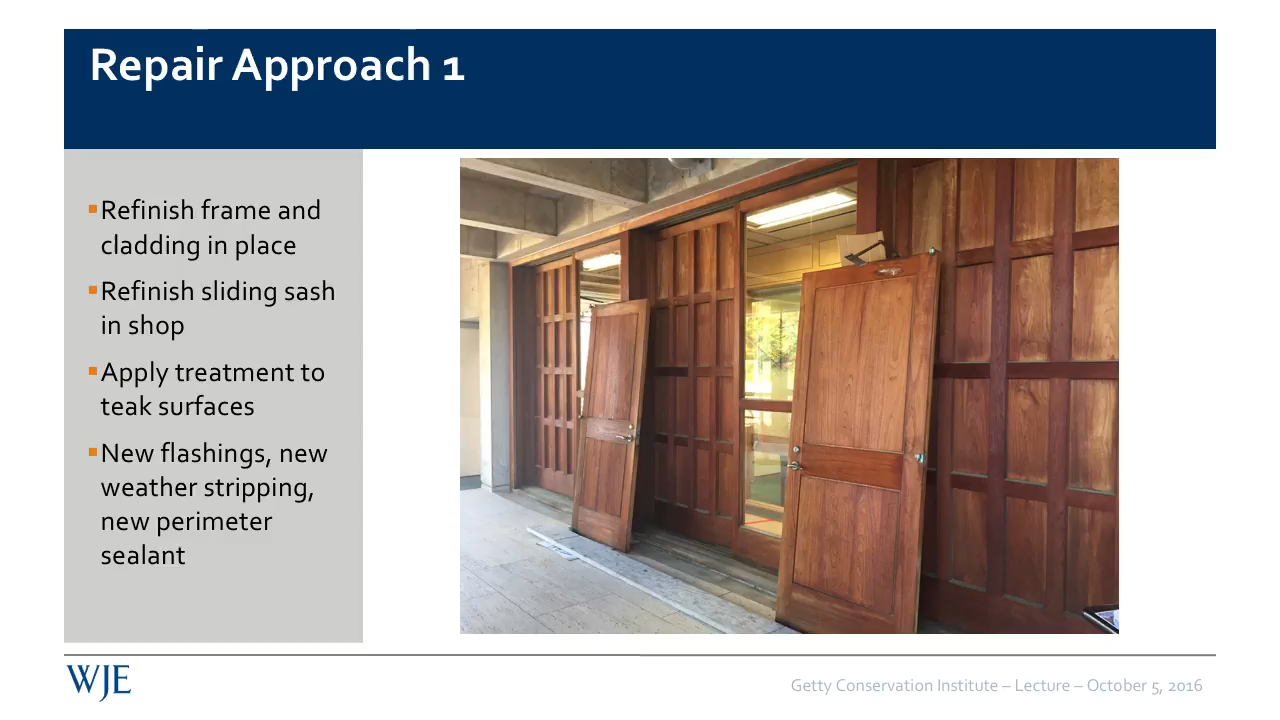 Repair Approach 1
▪Refinish frame and
cladding in place
▪Refinish sliding sash
in shop
▪Apply treatment to
teak surfaces
▪New flashings, new
weather stripping,
new perimeter
sealant
WJE
Getty Conservation Institute – Lecture – October 5, 2016